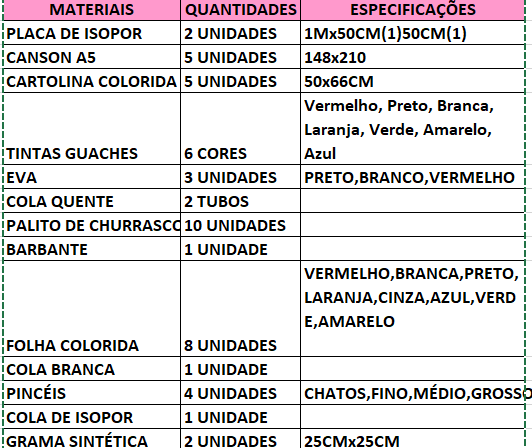 MATERIAIS QUANTIDADES ESPECIFICAÇÕES
PLACA DE ISOPOR 2 UNIDADES 1Mx50CM(1)50CM(1)
CANSON A5 5 UNIDADES 148x210
CARTOLINA COLORIDA 5 UNIDADES 50x66CM
Vermelho, Preto, Branca,
Laranja, Verde, Amarelo,
TINTAS GUACHES 6 CORES Azul
EVA 3 UNIDADES PRETO,BRANCO,VERMELHO
COLA QUENTE 2 TUBOS
PALITO DE CHURRASCO 10 UNIDADES
BARBANTE 1 UNIDADE
VERMELHO,BRANCA,PRETO,
LARANJA,CINZA,AZUL,VERD
E,AMARELO
FOLHA COLORIDA 8 UNIDADES
COLA BRANCA 1 UNIDADE
PINCÉIS 4 UNIDADES CHATOS,FINO,MÉDIO,GROSSO
COLA DE ISOPOR 1 UNIDADE
GRAMA SINTÉTICA 2 UNIDADES 25CMx25CM